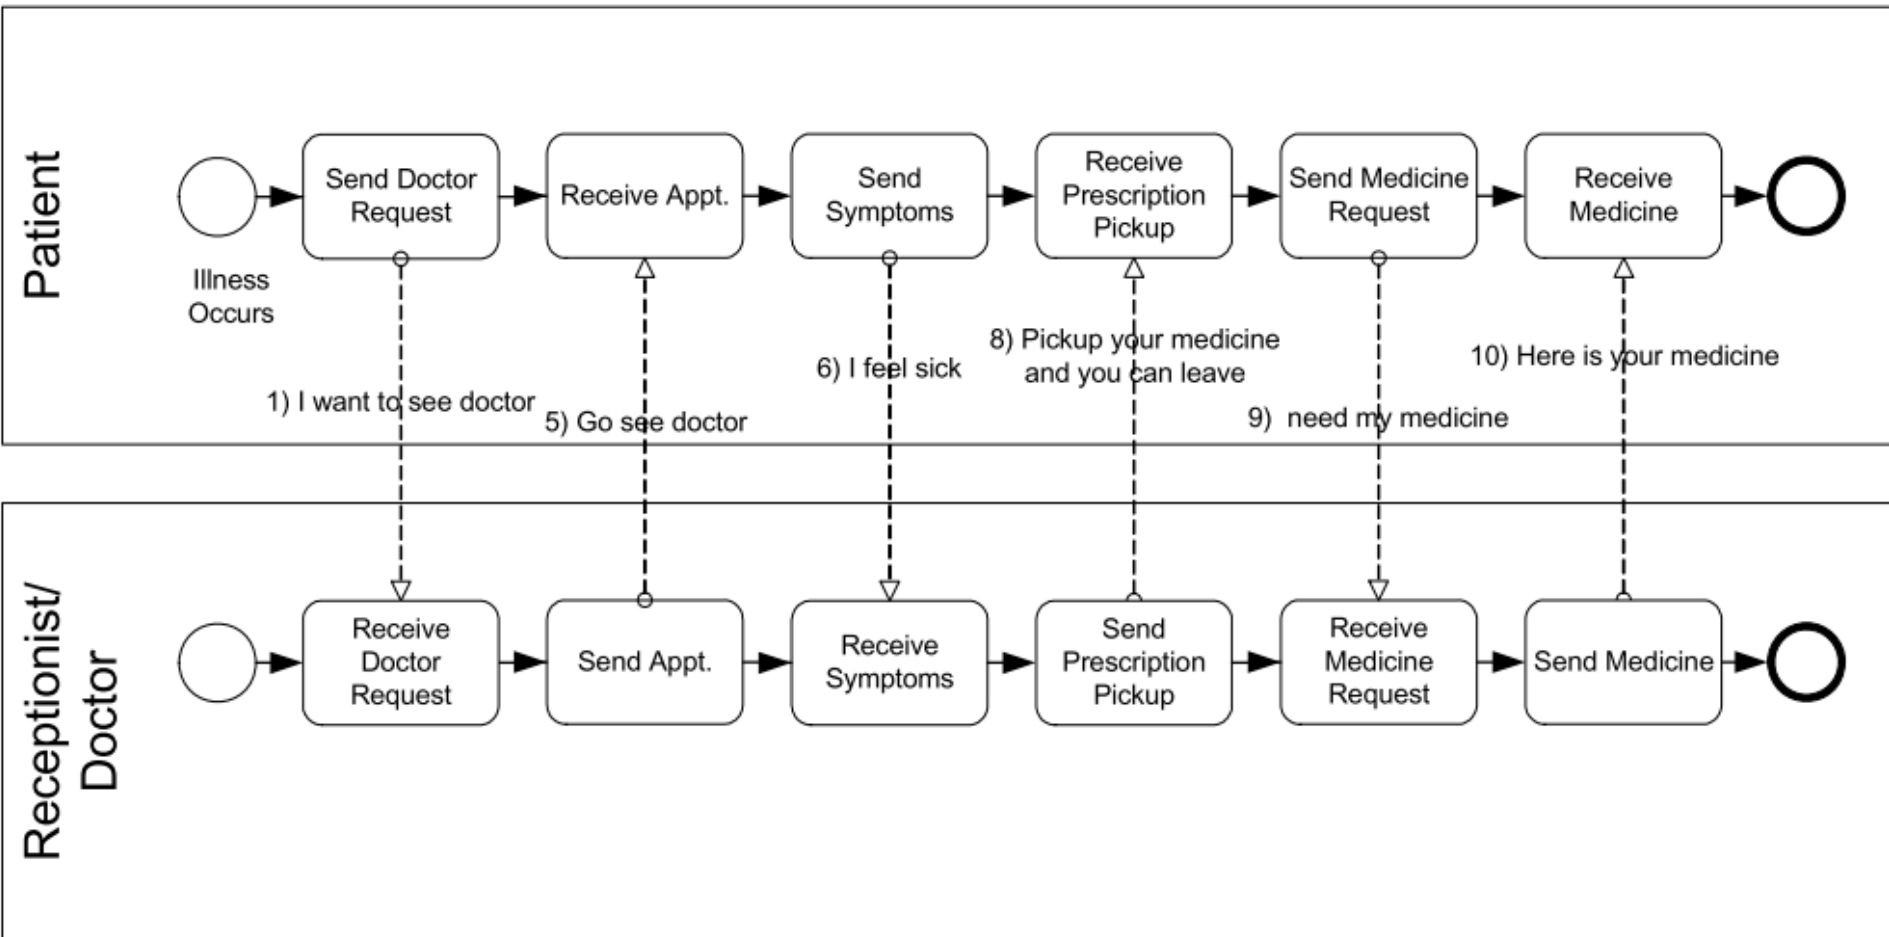 Patient
Illness
Occurs
Send Doctor
Request
Receive Appt.
Send
Symptoms
Receive
Prescription
Pickup
Send Medicine
Request
Receive
Medicine
1) I want to see doctor
5) Go see doctor
6) I feel sick
8) Pickup your medicine
and you can leave
9)  need my medicine
10) Here is your medicine
Receptionist/
Doctor
Receive
Doctor
Request
Send Appt.
Receive
Symptoms
Send
Prescription
Pickup
Receive
Medicine
Request
Send Medicine